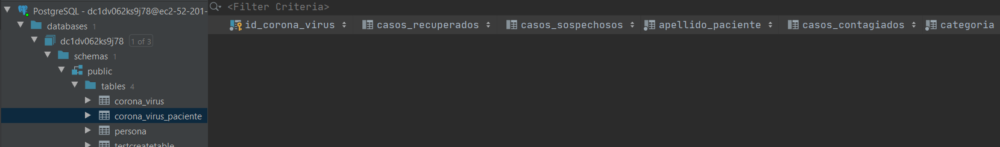 PostgreSQL - dc1dv062ks9j78@ec2-52-201-
databases 1
dc1dv062ks9j78 1 of 3
schemas 1
public
tables 4
corona_virus
corona_virus_paciente
persona
testcreatetable
<Filter Criteria>
id_corona_virus casos_recuperados casos_sospechosos apellido_paciente casos_contagiados categoria